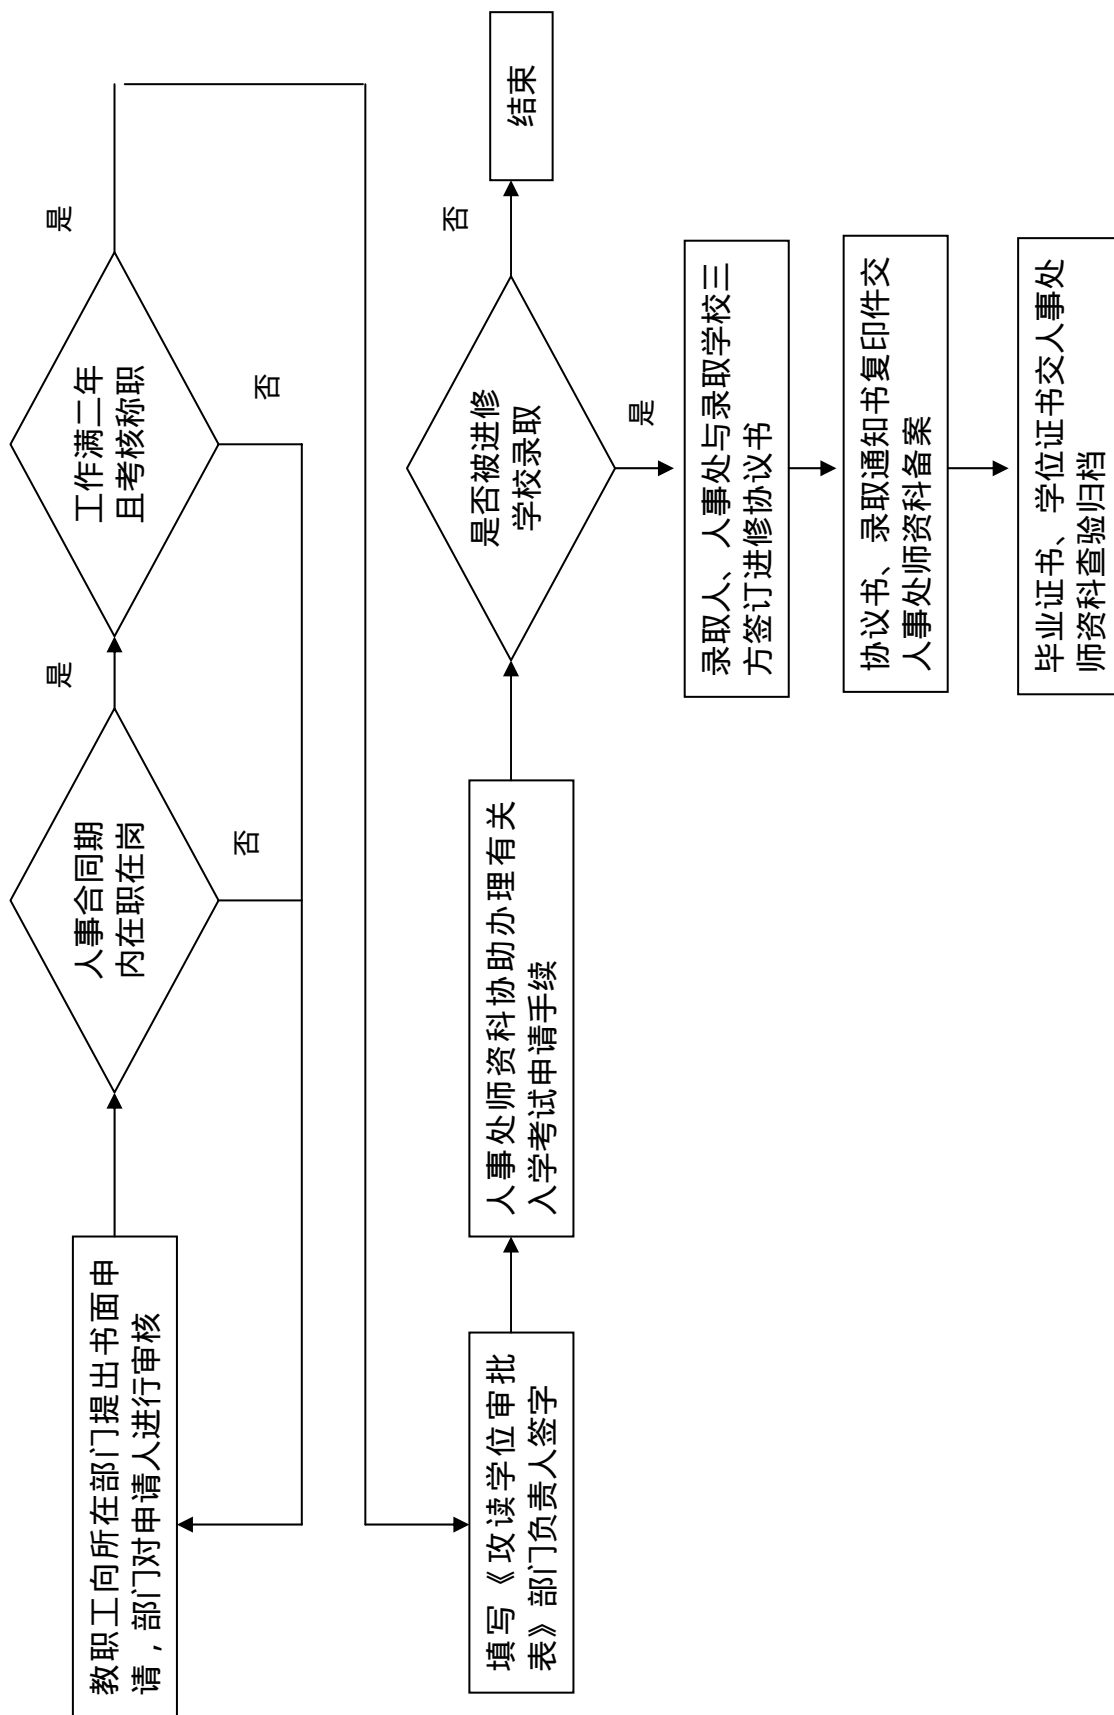 教职工向所在部门提出书面申
请，部门对申请人进行审核
人事合同期
内在职在岗
是
否
工作满二年
且考核称职
是
否
填写《攻读学位审批
表》部门负责人签字
人事处师资科协助办理有关
入学考试申请手续
是否被进修
学校录取
否
结束
是
录取人、人事处与录取学校三
方签订进修协议书
协议书、录取通知书复印件交
人事处师资科备案
毕业证书、学位证书交人事处
师资科查验归档